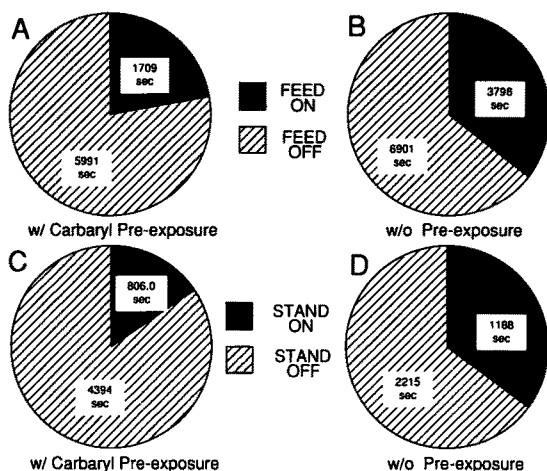 A
B
1709
sec
5991
sec
FEED
ON
FEED
OFF
3798
sec
6901
sec
w/ Carbaryl Pre-exposure
w/o Pre-exposure
C
D
806.0
sec
4394
sec
STAND
ON
STAND
OFF
1188
sec
2215
sec
w/ Carbaryl Pre-exposure
w/o Pre-exposure